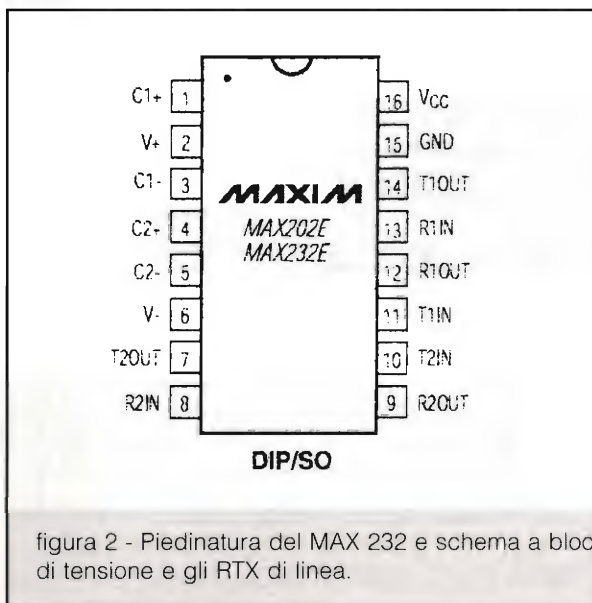 C1+ 1 16 VCC
V+ 2 15 GND
C1- 3 14 T1OUT
MAXIM
C2+ 4 MAX202E 13 R1IN
MAX232E
C2- 5 12 R1OUT
V- 6 11 T1IN
T2OUT 7 10 T2IN
R2IN 8 9 R2OUT
DIP/SO
figura 2 - Piedinatura del MAX 232 e schema a bloc
di tensione e gli RTX di linea.